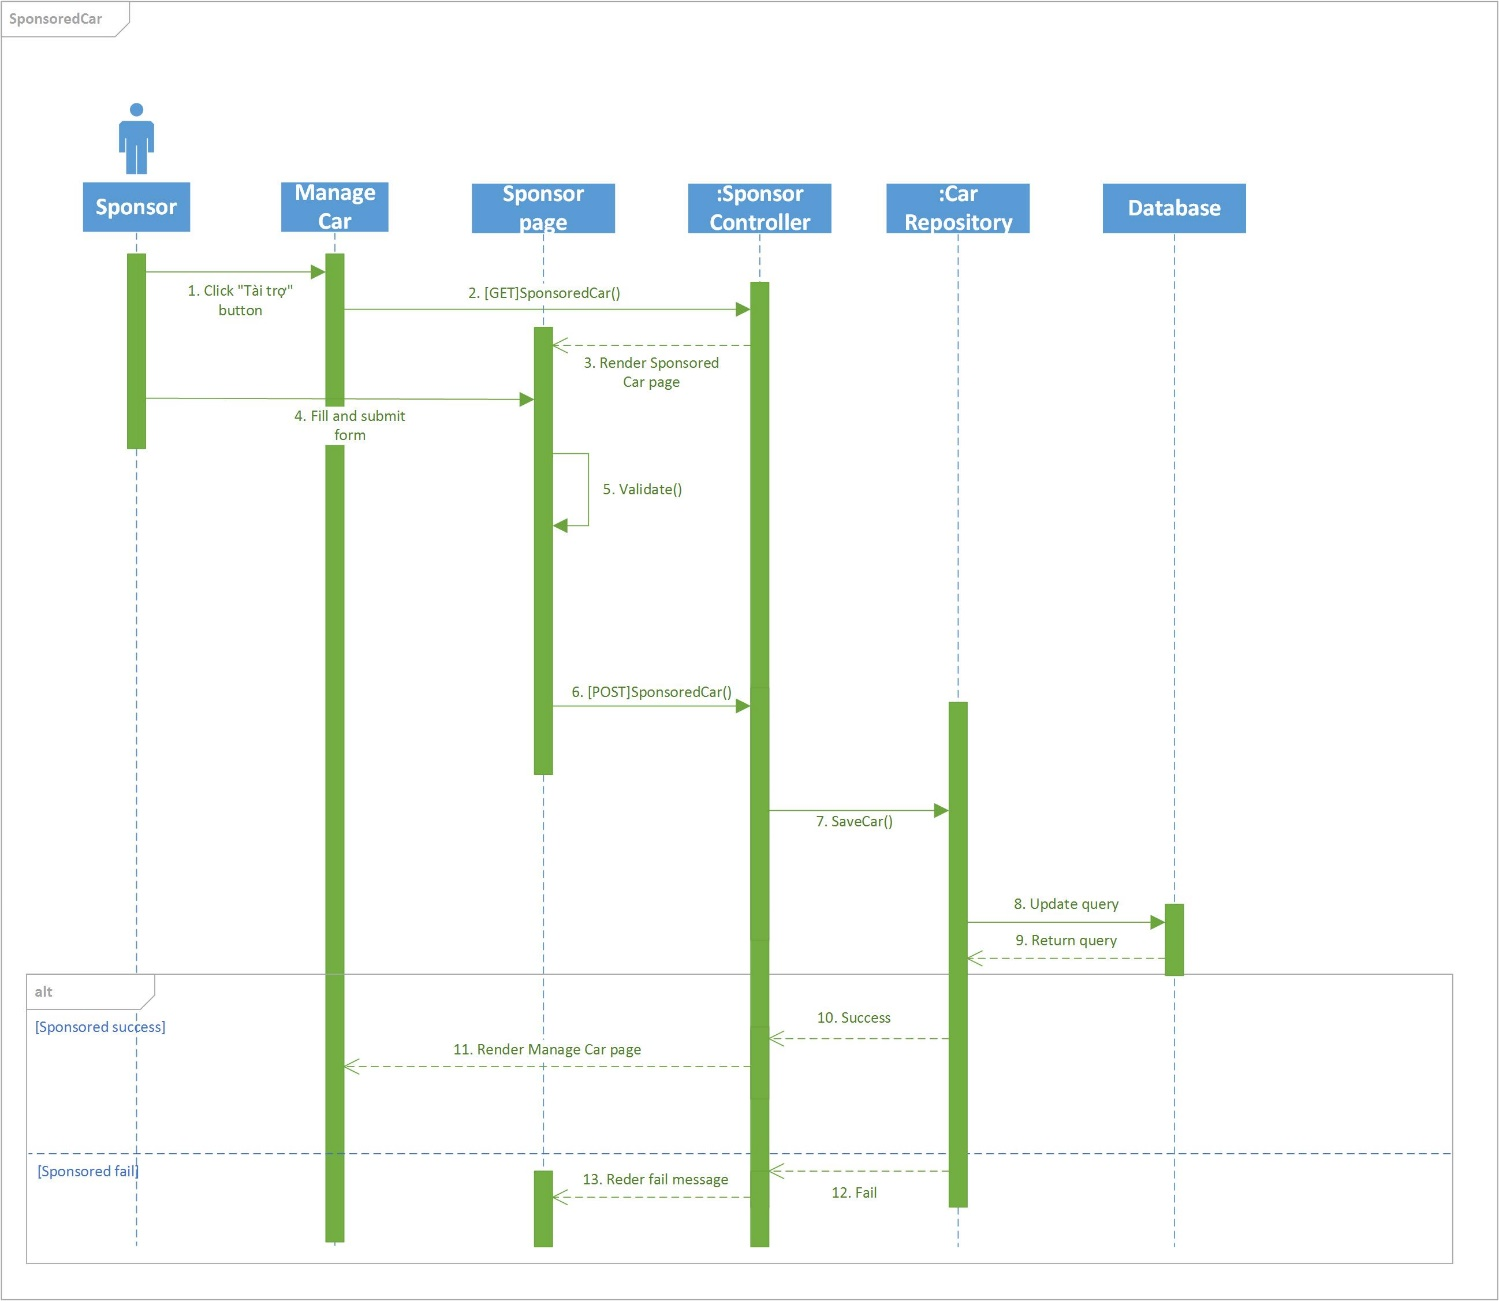 SponsoredCar
Sponsor
Manage
Car
Sponsor
page
:Sponsor
Controller
:Car
Repository
Database
1. Click "Tài trợ"
button
2. [GET]SponsoredCar()
3. Render Sponsored
Car page
4. Fill and submit
form
5. Validate()
6. [POST]SponsoredCar()
7. SaveCar()
8. Update query
9. Return query
alt
[Sponsored success]
10. Success
11. Render Manage Car page
[Sponsored fail]
13. Reder fail message
12. Fail